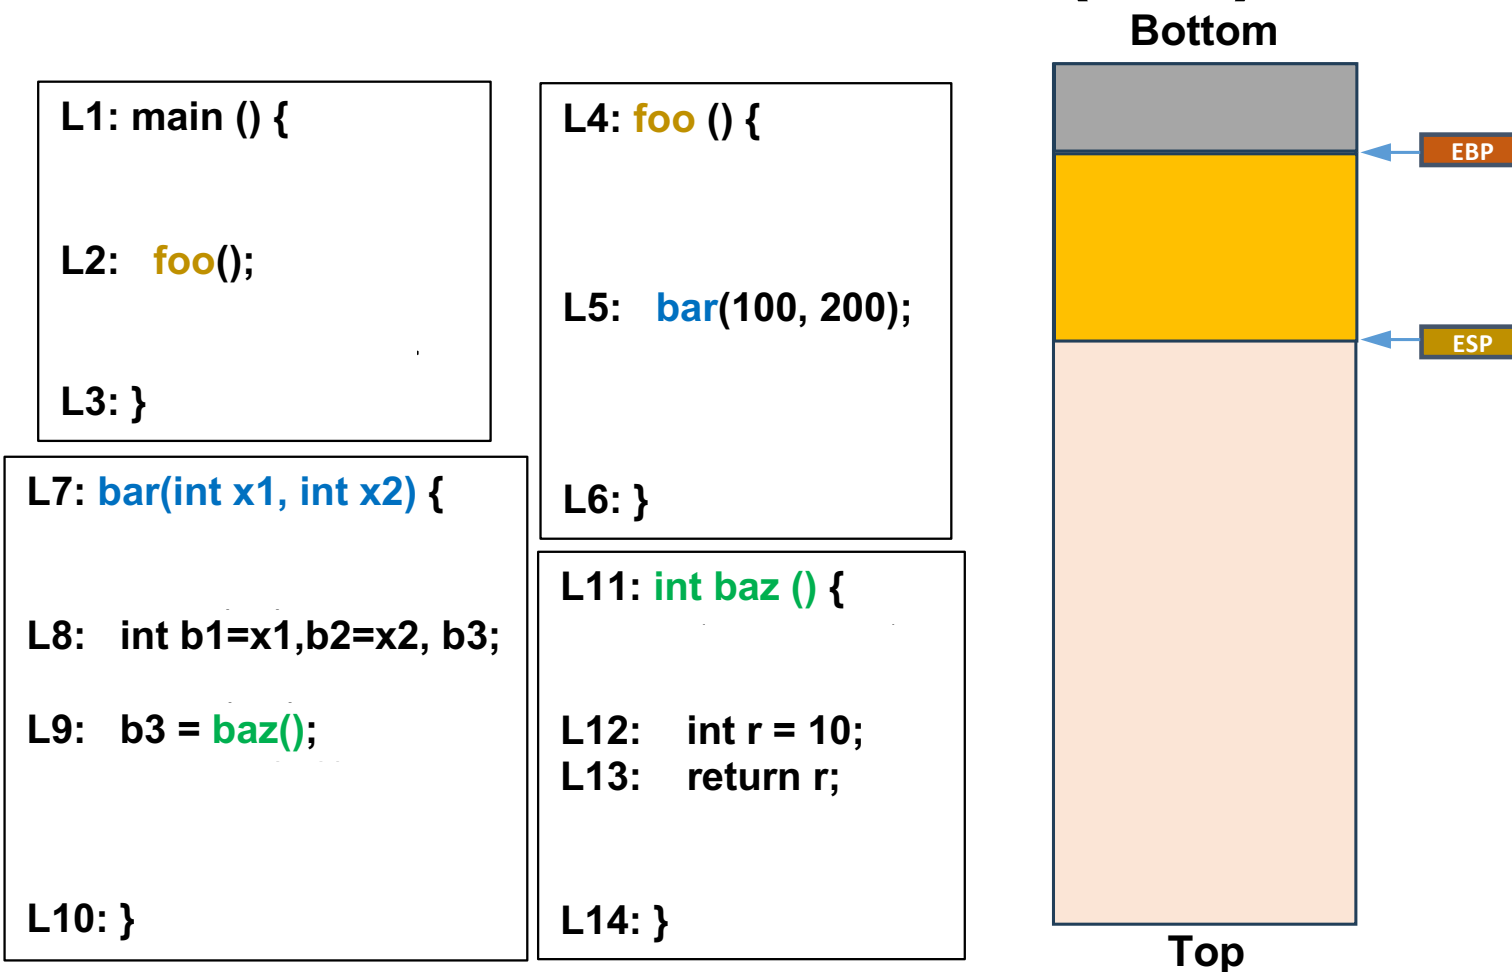 Bottom
L1: main () {
L2: foo();
L3: }
L4: foo () {
L5: bar(100, 200);
L6: }
L7: bar(int x1, int x2) {
L8: int b1=x1,b2=x2, b3;
L9: b3 = baz();
L10: }
L11: int baz () {
L12: int r = 10;
L13: return r;
L14: }
EBP
ESP
Top